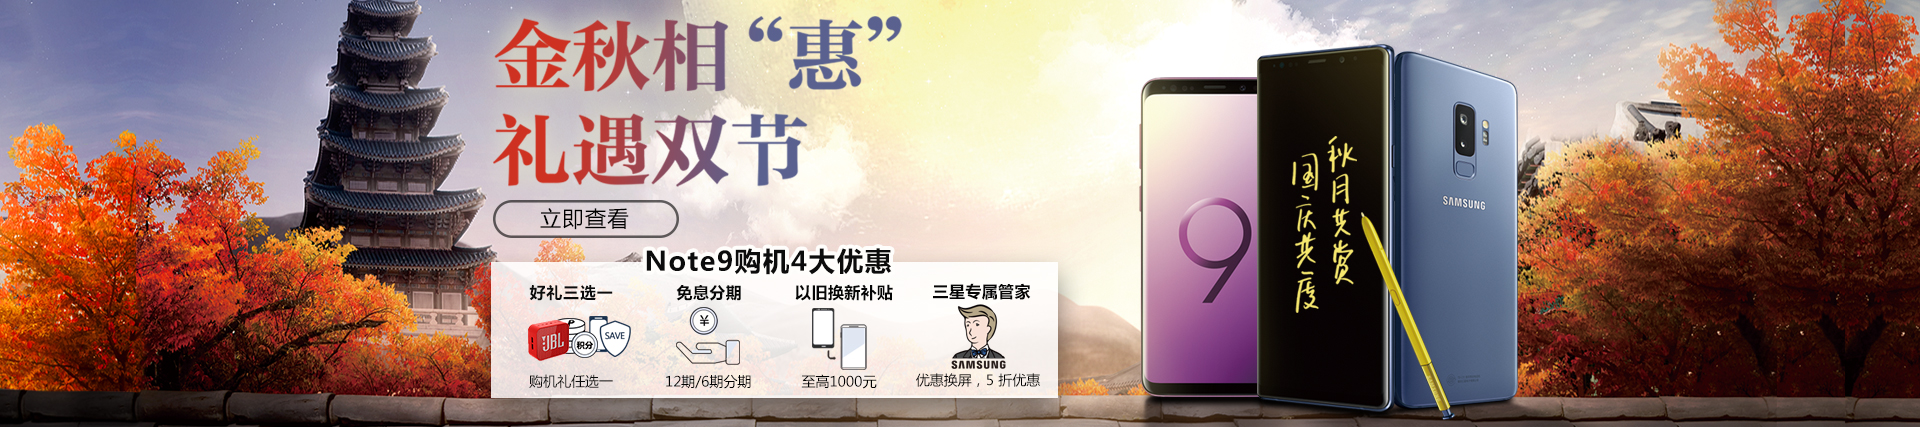 金秋相“惠”
礼遇双节
立即查看
Note9购机4大优惠
好礼三选一
JBL
积分
SAVE
购机礼任选一
免息分期
¥
12期/6期分期
以旧换新补贴
至高1000元
三星专属管家
SAMSUNG
优惠换屏，5 折优惠
9
秋月共赏
国庆共度
SAMSUNG